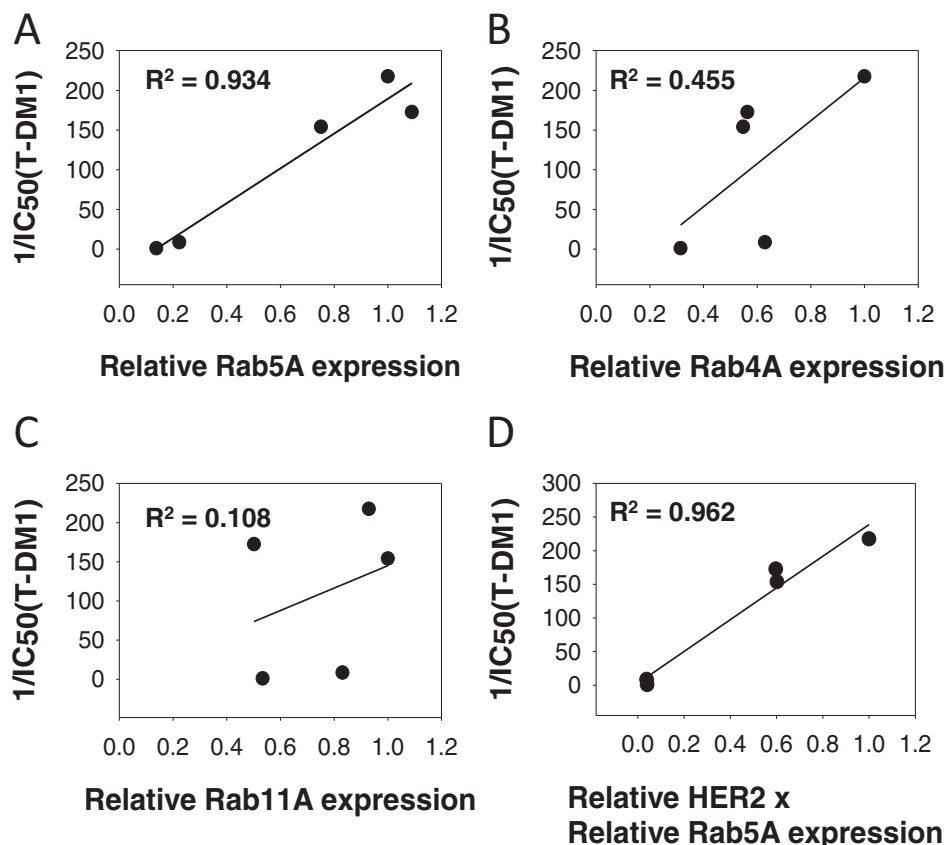 A
R² = 0.934
1/IC50(T-DM1)
250
200
150
100
50
0
0.0 0.2 0.4 0.6 0.8 1.0 1.2
Relative Rab5A expression
B
R² = 0.455
1/IC50(T-DM1)
250
200
150
100
50
0
0.0 0.2 0.4 0.6 0.8 1.0 1.2
Relative Rab4A expression
C
R² = 0.108
1/IC50(T-DM1)
250
200
150
100
50
0
0.0 0.2 0.4 0.6 0.8 1.0 1.2
Relative Rab11A expression
D
R² = 0.962
1/IC50(T-DM1)
300
250
200
150
100
50
0
0.0 0.2 0.4 0.6 0.8 1.0 1.2
Relative HER2 x
Relative Rab5A expression